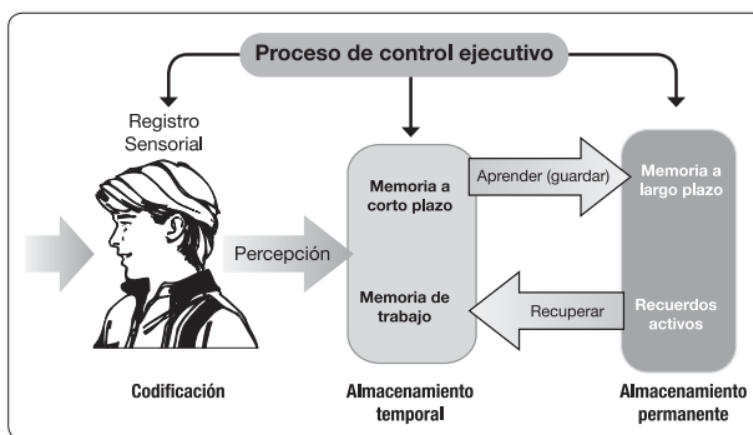 Proceso de control ejecutivo
Registro
Sensorial
Percepción
Memoria a
corto plazo
Memoria de
trabajo
Aprender (guardar)
Recuperar
Memoria a
largo plazo
Recuerdos
activos
Codificación
Almacenamiento
temporal
Almacenamiento
permanente